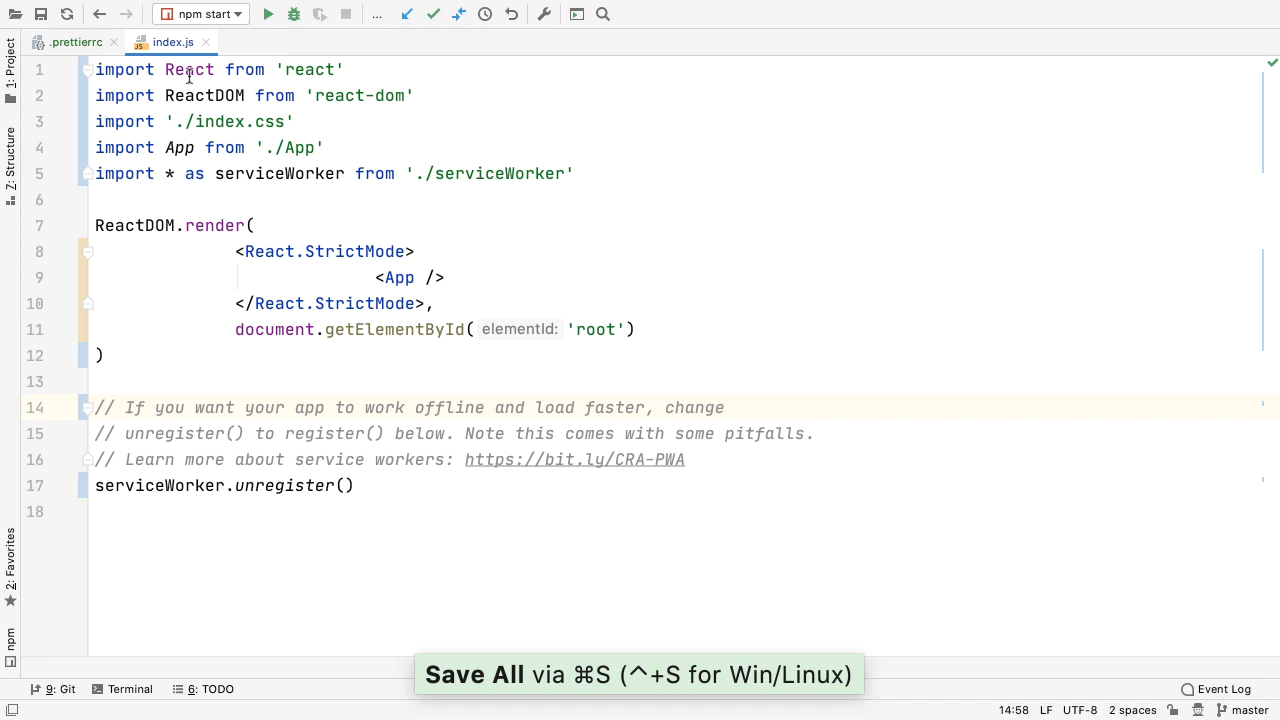 npm start
...
.prettierrc
index.js
1: Project
Z: Structure
2: Favorites
npm
1 import React from 'react'
2 import ReactDOM from 'react-dom'
3 import './index.css'
4 import App from './App'
5 import * as serviceWorker from './serviceWorker'
6
7 ReactDOM.render(
8 <React.StrictMode>
9 <App />
10 </React.StrictMode>,
11 document.getElementById( elementId: 'root')
12 )
13
14 // If you want your app to work offline and load faster, change
15 // unregister() to register() below. Note this comes with some pitfalls.
16 // Learn more about service workers: https://bit.ly/CRA-PWA
17 serviceWorker.unregister()
18
Save All via ⌘S (^+S for Win/Linux)
9: Git
Terminal
6: TODO
Event Log
14:58 LF UTF-8 2 spaces master